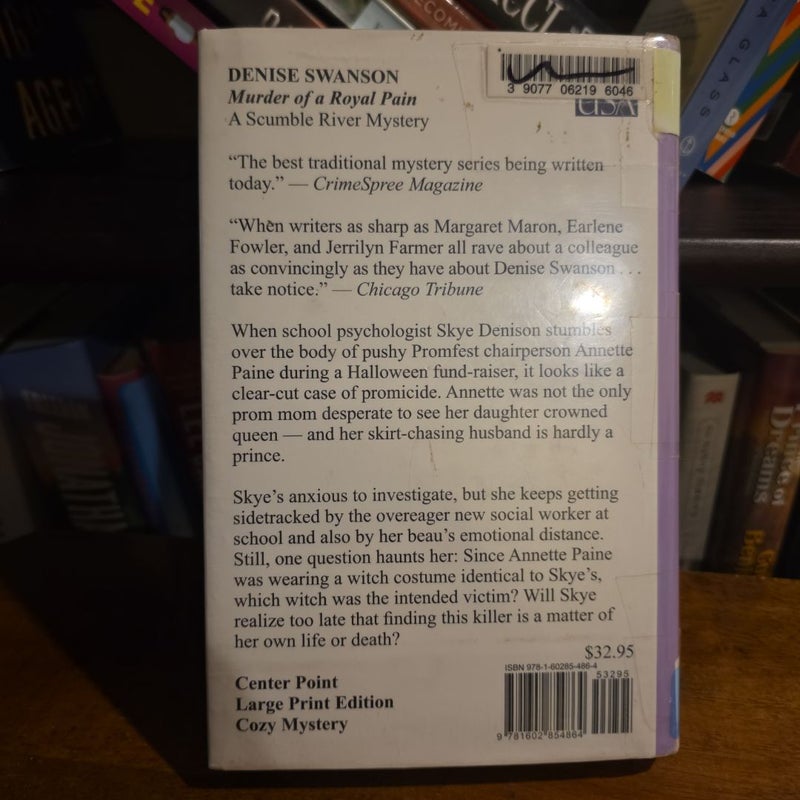 DENISE SWANSON
Murder of a Royal Pain
A Scumble River Mystery
3 9077 06219 6046
USA
“The best traditional mystery series being written
today.” — CrimeSpree Magazine
“When writers as sharp as Margaret Maron, Earlene
Fowler, and Jerrilyn Farmer all rave about a colleague
as convincingly as they have about Denise Swanson . . .
take notice.” — Chicago Tribune
When school psychologist Skye Denison stumbles
over the body of pushy Promfest chairperson Annette
Paine during a Halloween fund-raiser, it looks like a
clear-cut case of promicide. Annette was not the only
prom mom desperate to see her daughter crowned
queen — and her skirt-chasing husband is hardly a
prince.
Skye’s anxious to investigate, but she keeps getting
sidetracked by the overeager new social worker at
school and also by her beau’s emotional distance.
Still, one question haunts her: Since Annette Paine
was wearing a witch costume identical to Skye’s,
which witch was the intended victim? Will Skye
realize too late that finding this killer is a matter of
her own life or death?
$32.95
ISBN 978-1-60285-486-4
53295
9 781602 854864
Center Point
Large Print Edition
Cozy Mystery
GLASS
Dreams